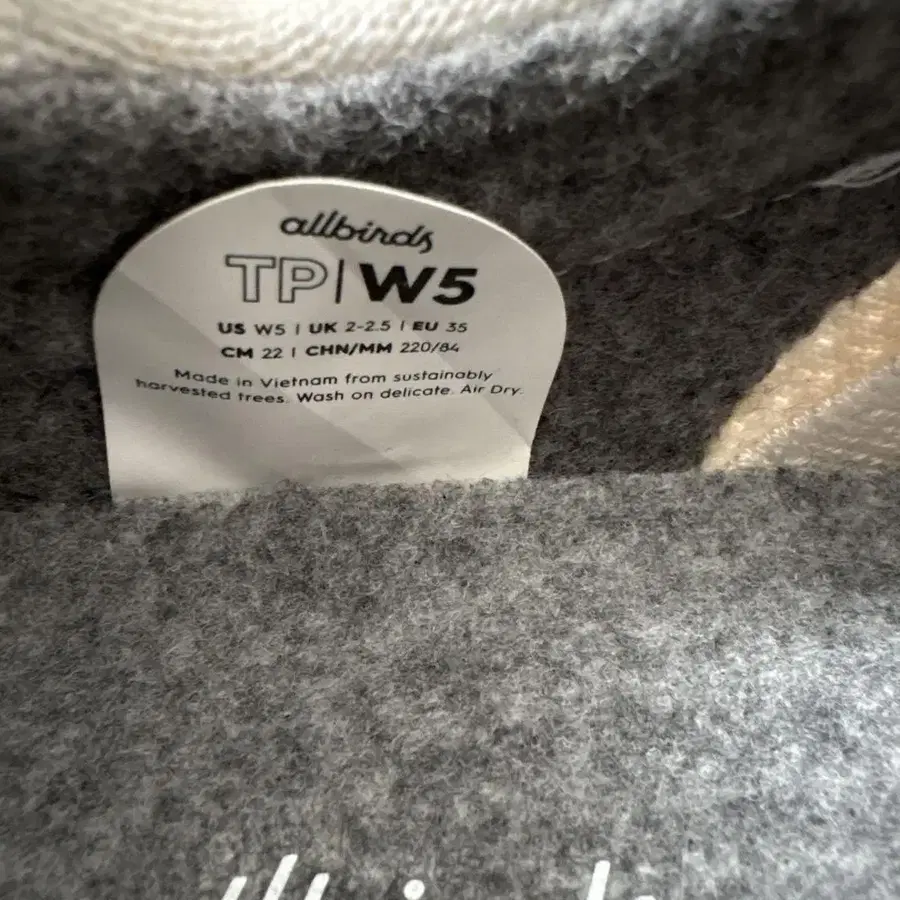 allbirds
TP | W5
US W5 | UK 2-2.5 | EU 35
CM 22 | CHN/MM 220/84
Made in Vietnam from sustainably
harvested trees. Wash on delicate. Air Dry.